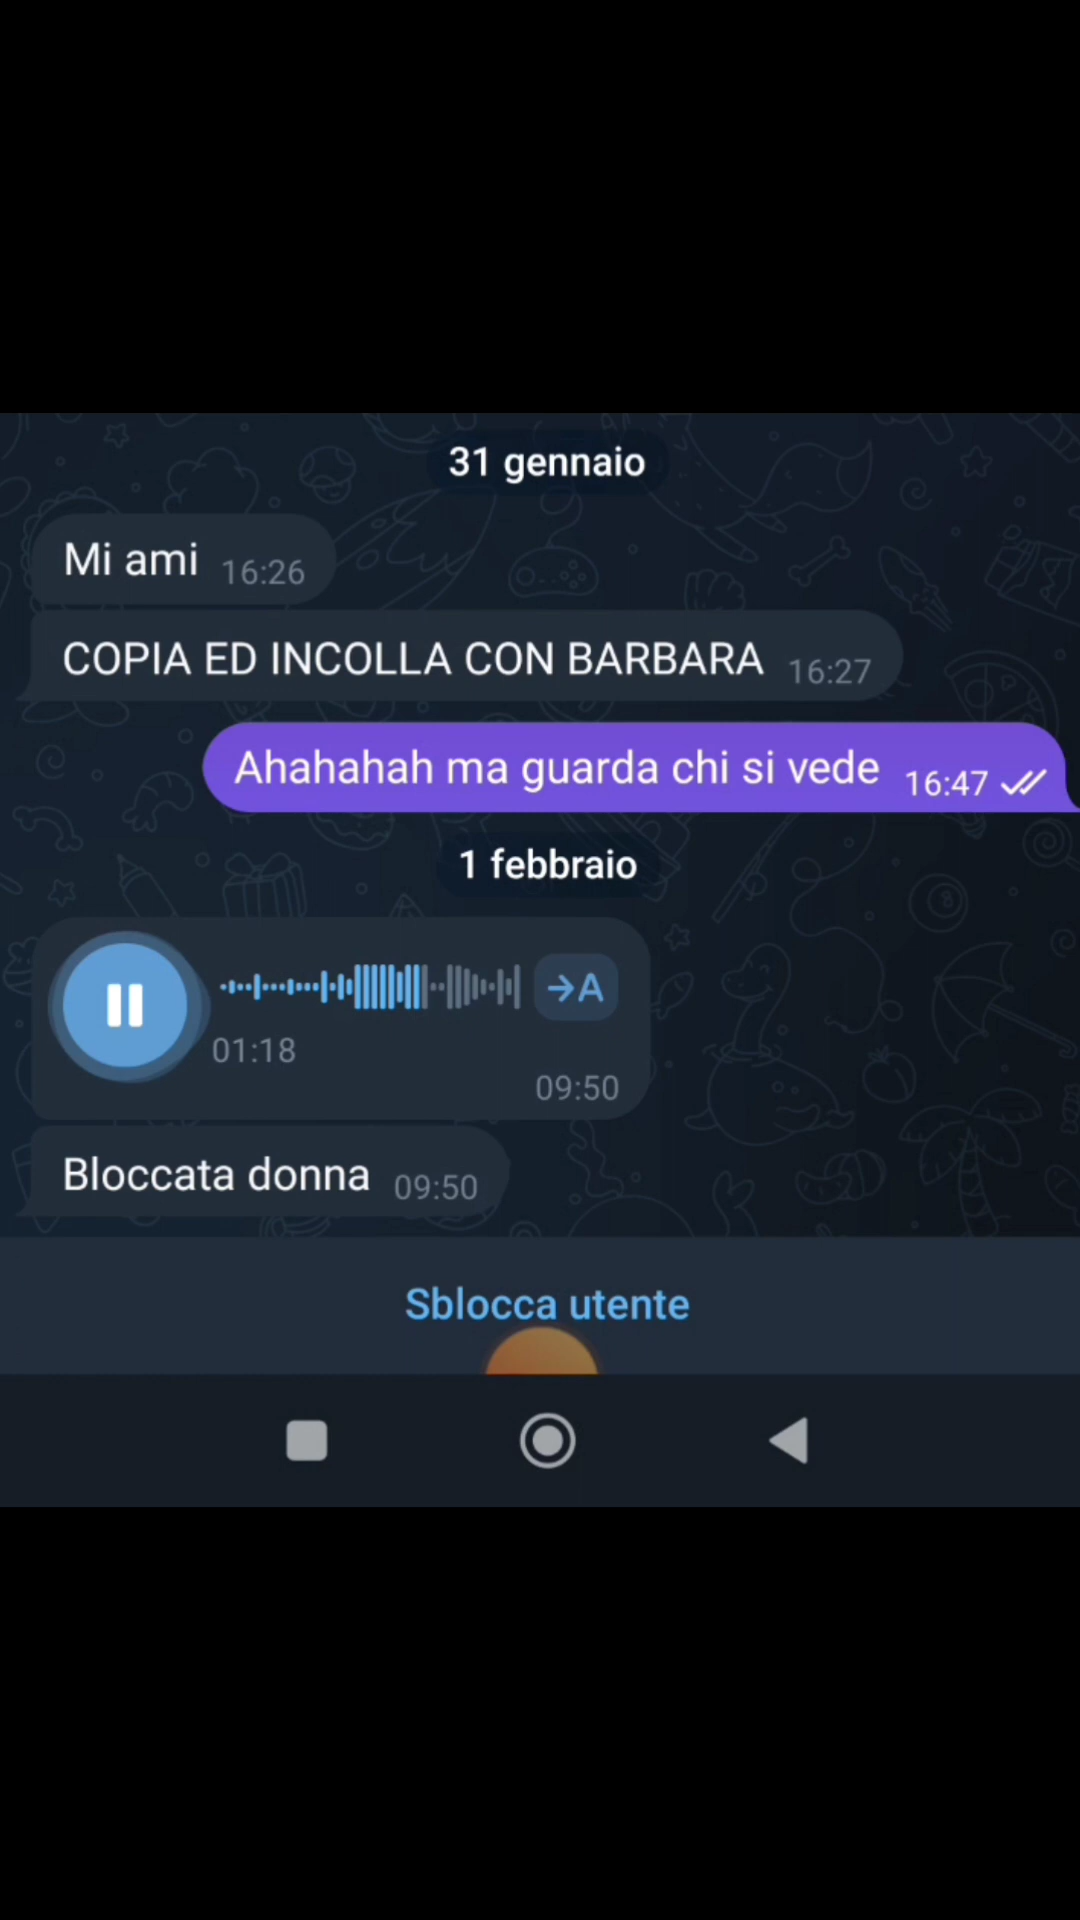 31 gennaio
Mi ami 16:26
COPIA ED INCOLLA CON BARBARA 16:27
Ahahahah ma guarda chi si vede 16:47
1 febbraio
→A
01:18
09:50
Bloccata donna 09:50
Sblocca utente